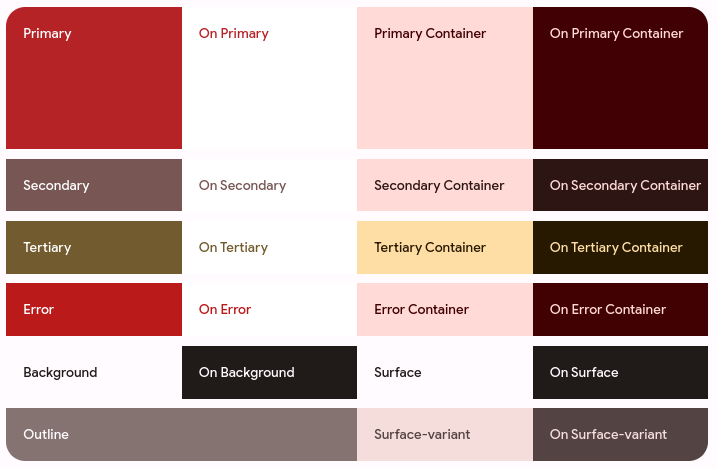 Primary
On Primary
Primary Container
On Primary Container
Secondary
On Secondary
Secondary Container
On Secondary Container
Tertiary
On Tertiary
Tertiary Container
On Tertiary Container
Error
On Error
Error Container
On Error Container
Background
On Background
Surface
On Surface
Outline
Surface-variant
On Surface-variant